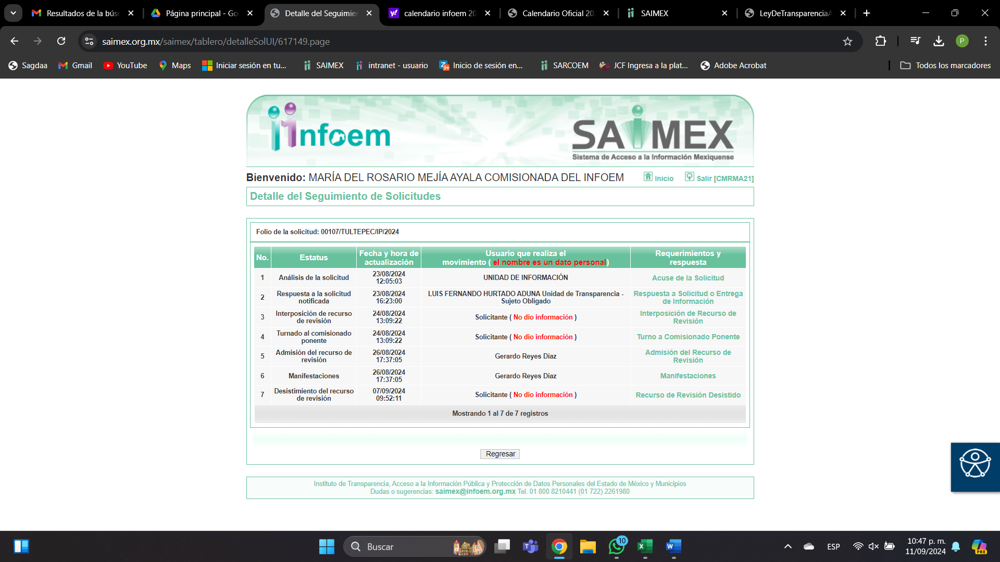 Resultados de la bús
Página principal - Go
Detalle del Seguimier
calendario infoem 20
Calendario Oficial 20
SAIMEX
LeyDeTransparenciaA
saimex.org.mx/saimex/tablero/detalleSolUI/617149.page
P
Sagdaa
Gmail
YouTube
Maps
Iniciar sesión en tu...
SAIMEX
intranet - usuario
Inicio de sesión en...
SARCOEM
JCF Ingresa a la plat...
Adobe Acrobat
Todos los marcadores
infoem
SAIMEX
Sistema de Acceso a la Información Mexiquense
Bienvenido: MARÍA DEL ROSARIO MEJÍA AYALA COMISIONADA DEL INFOEM
Inicio
Salir [CMRMA21]
Detalle del Seguimiento de Solicitudes
Folio de la solicitud: 00107/TULTEPEC/IP/2024
No.
Estatus
Fecha y hora de
actualización
Usuario que realiza el
movimiento ( el nombre es un dato personal)
Requerimientos y
respuesta
1
Análisis de la solicitud
23/08/2024
12:05:03
UNIDAD DE INFORMACIÓN
Acuse de la Solicitud
2
Respuesta a la solicitud
notificada
23/08/2024
16:23:00
LUIS FERNANDO HURTADO ADUNA Unidad de Transparencia -
Sujeto Obligado
Respuesta a Solicitud o Entrega
de Información
3
Interposición de recurso
de revisión
24/08/2024
13:09:22
Solicitante ( No dio información )
Interposición de Recurso de
Revisión
4
Turnado al comisionado
ponente
24/08/2024
13:09:22
Solicitante ( No dio información )
Turno a Comisionado Ponente
5
Admisión del recurso de
revisión
26/08/2024
17:37:05
Gerardo Reyes Díaz
Admisión del Recurso de
Revisión
6
Manifestaciones
26/08/2024
17:37:05
Gerardo Reyes Díaz
Manifestaciones
7
Desistimiento del recurso
de revisión
07/09/2024
09:52:11
Solicitante ( No dio información )
Recurso de Revisión Desistido
Mostrando 1 al 7 de 7 registros
Regresar
Instituto de Transparencia, Acceso a la Información Pública y Protección de Datos Personales del Estado de México y Municipios
Dudas o sugerencias: saimex@infoem.org.mx Tel. 01 800 8210441 (01 722) 2261980
Buscar
10
ESP
10:47 p. m.
11/09/2024
PRE